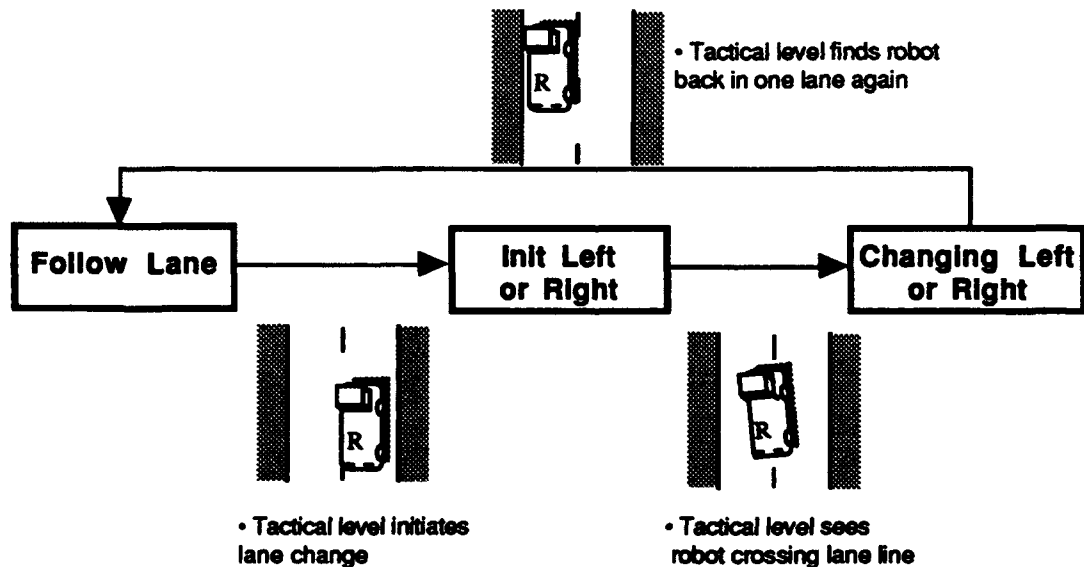 R
• Tactical level finds robot
back in one lane again
Follow Lane
Init Left
or Right
Changing Left
or Right
R
R
• Tactical level initiates
lane change
• Tactical level sees
robot crossing lane line